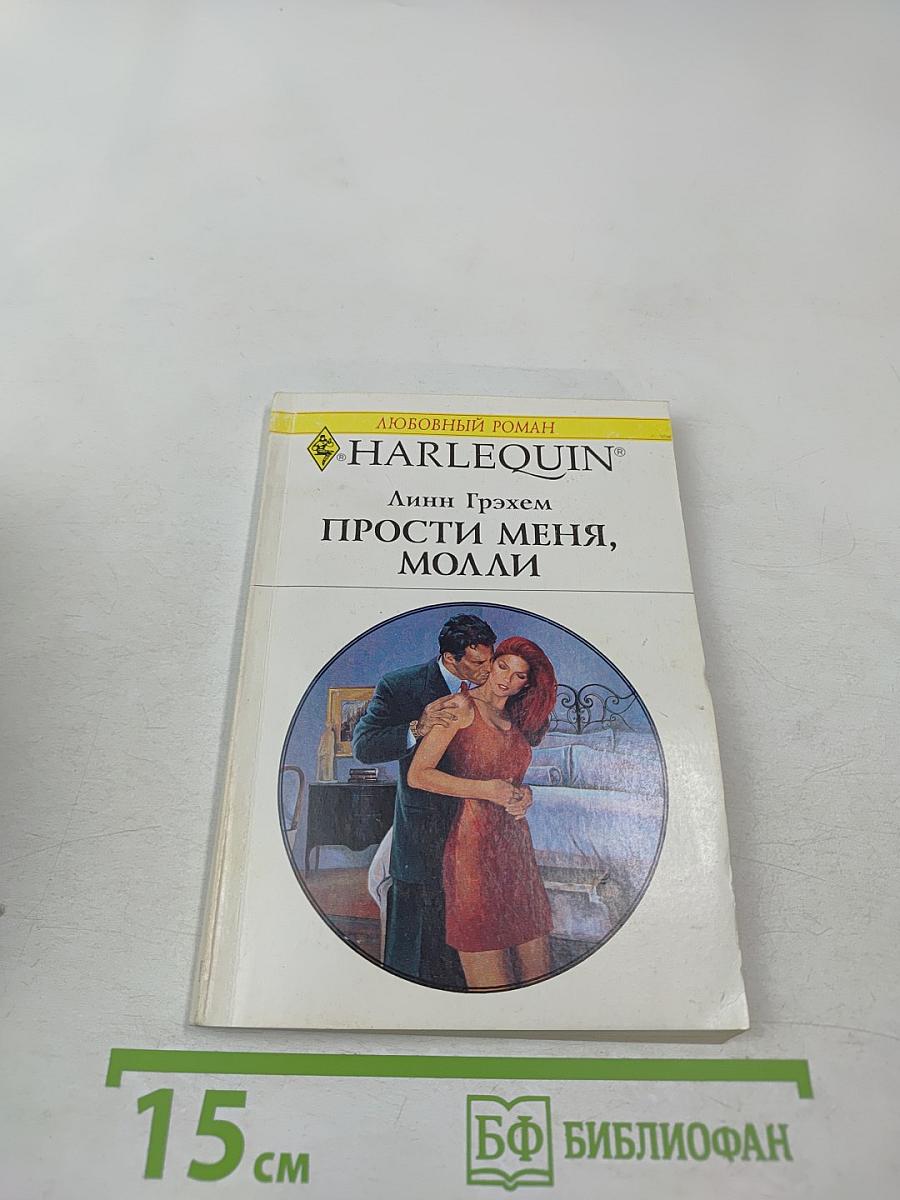 ЛЮБОВНЫЙ РОМАН
® HARLEQUIN®
Линн Грэхем
ПРОСТИ МЕНЯ,
МОЛЛИ
15 см
БФ БИБЛИОФАН